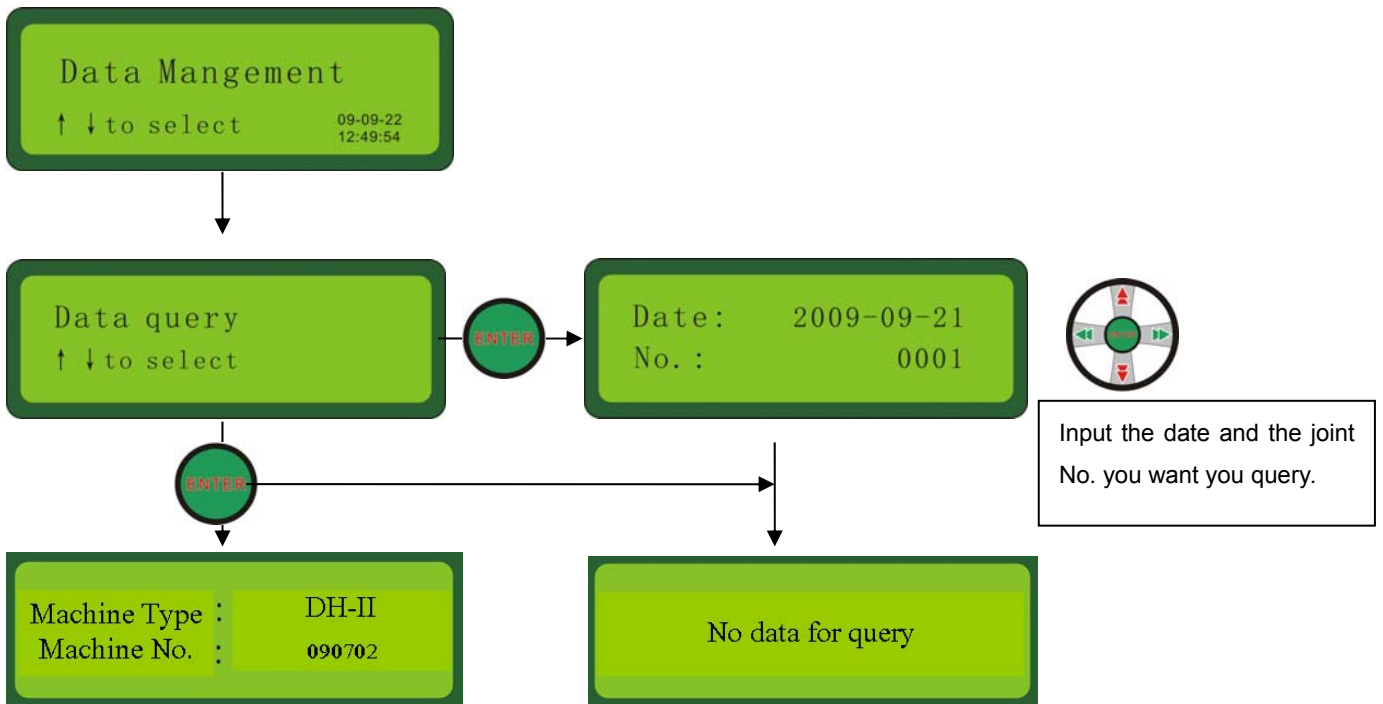 Data Mangement
↑ ↓to select
09-09-22
12:49:54
Data query
↑ ↓to select
ENTER
Date: 2009-09-21
No.: 0001
ENTER
Input the date and the joint
No. you want you query.
ENTER
Machine Type : DH-II
Machine No. : 090702
No data for query